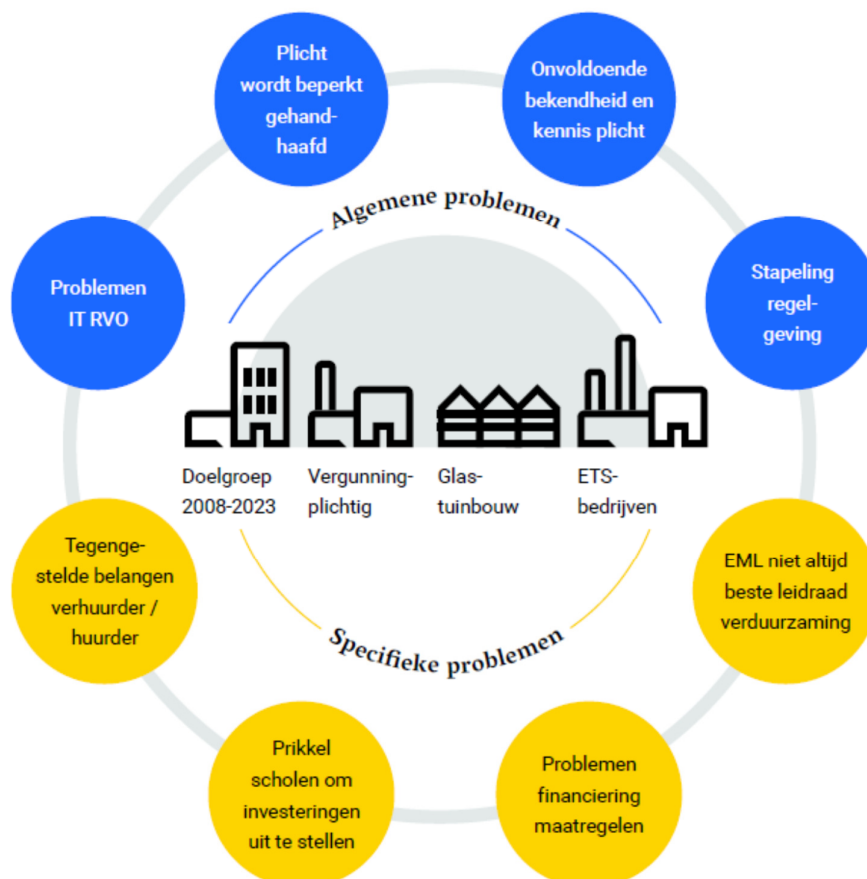 Plicht
wordt beperkt
gehand-
haafd
Onvoldoende
bekendheid en
kennis plicht
Problemen
IT RVO
Algemene problemen
Stapeling
regel-
geving
Doelgroep
2008-2023
Vergunning-
plichtig
Glas-
tuinbouw
ETS-
bedrijven
Tegenge-
stelde belangen
verhuurder /
huurder
Specifieke problemen
EML niet altijd
beste leidraad
verduurzaming
Prikkel
scholen om
investeringen
uit te stellen
Problemen
financiering
maatregelen